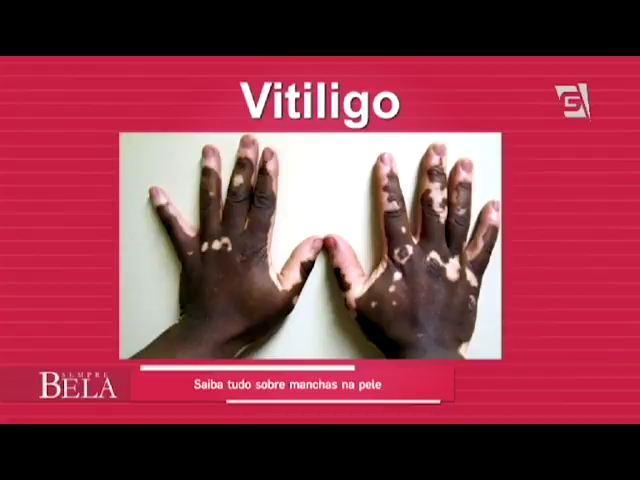 Vitiligo
G
SEMPRE
BELA
Saiba tudo sobre manchas na pele